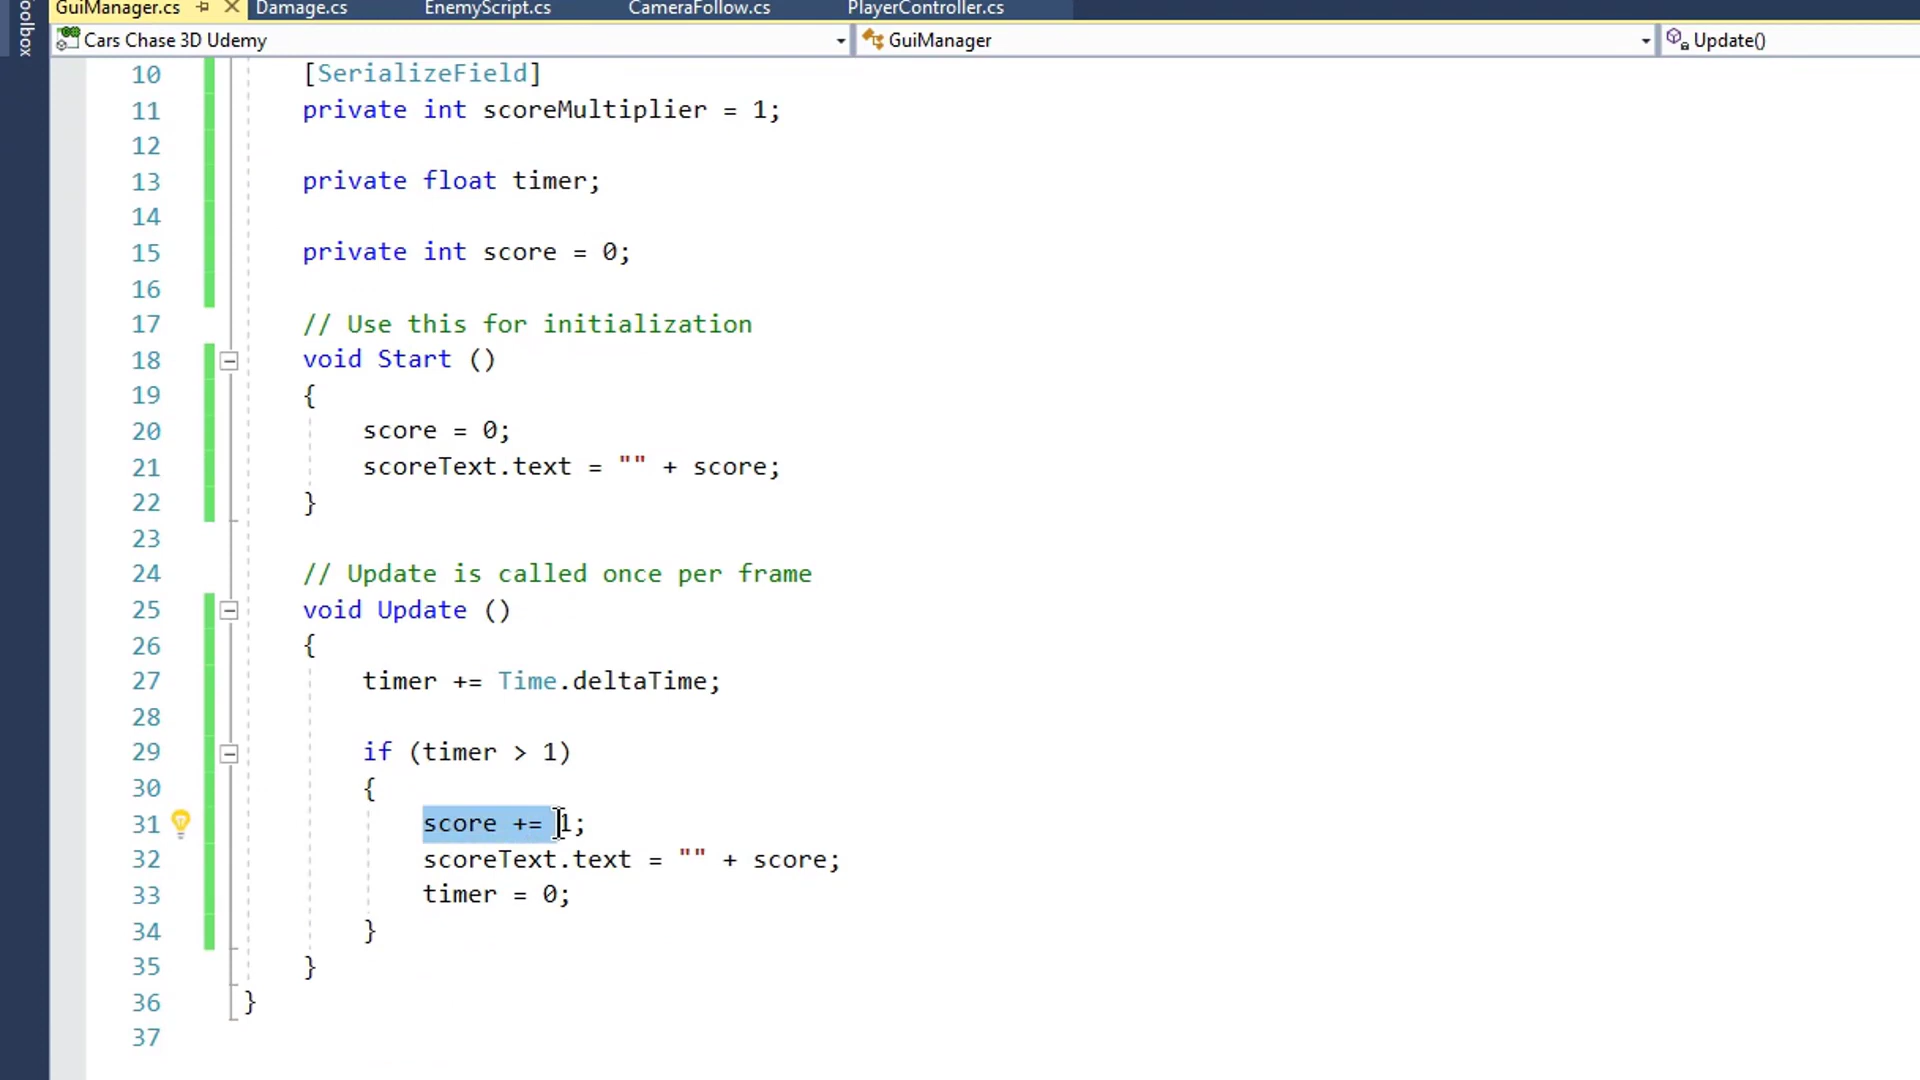 GuiManager.cs Damage.cs EnemyScript.cs CameraFollow.cs PlayerController.cs
oolbox
Cars Chase 3D Udemy GuiManager Update()
10 [SerializeField]
11 private int scoreMultiplier = 1;
12
13 private float timer;
14
15 private int score = 0;
16
17 // Use this for initialization
18 void Start ()
19 {
20 score = 0;
21 scoreText.text = "" + score;
22 }
23
24 // Update is called once per frame
25 void Update ()
26 {
27 timer += Time.deltaTime;
28
29 if (timer > 1)
30 {
31 score += 1;
32 scoreText.text = "" + score;
33 timer = 0;
34 }
35 }
36 }
37